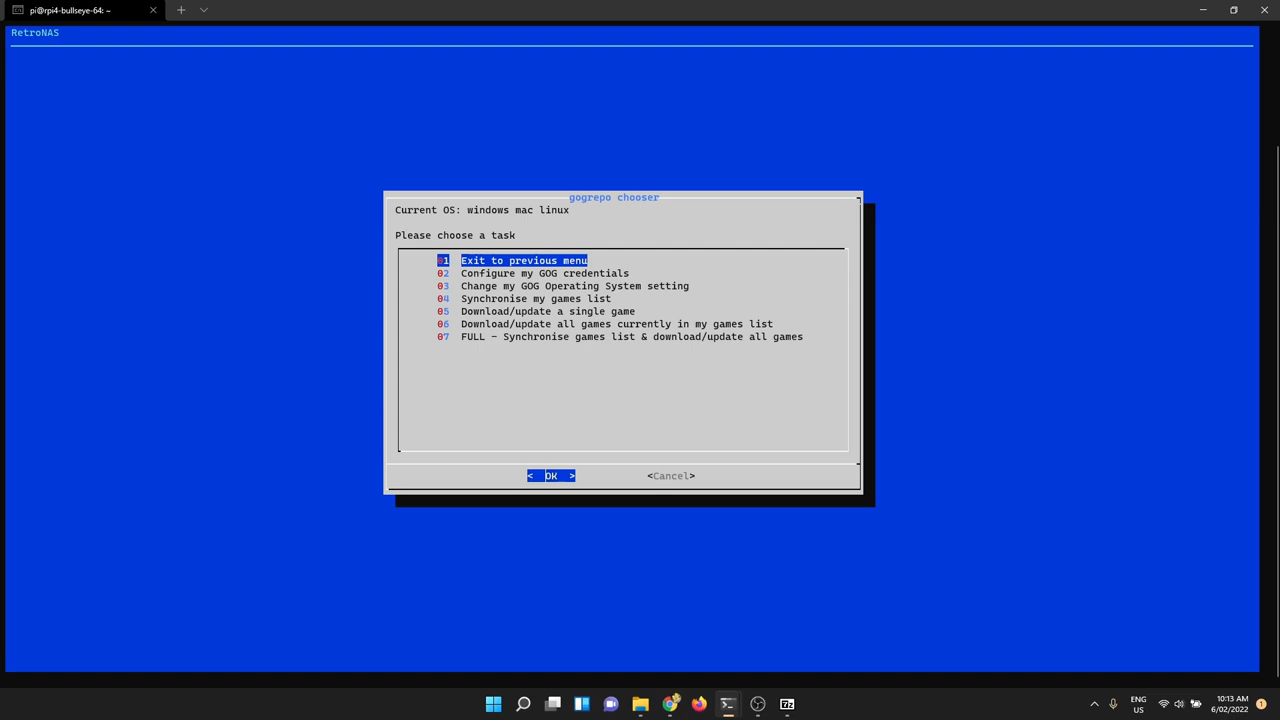 pi@rpi4-bullseye-64: ~
RetroNAS
gogrepo chooser
Current OS: windows mac linux
Please choose a task
01 Exit to previous menu
02 Configure my GOG credentials
03 Change my GOG Operating System setting
04 Synchronise my games list
05 Download/update a single game
06 Download/update all games currently in my games list
07 FULL - Synchronise games list & download/update all games
< OK >
<Cancel>
ENG
US
10:13 AM
6/02/2022
1
7z